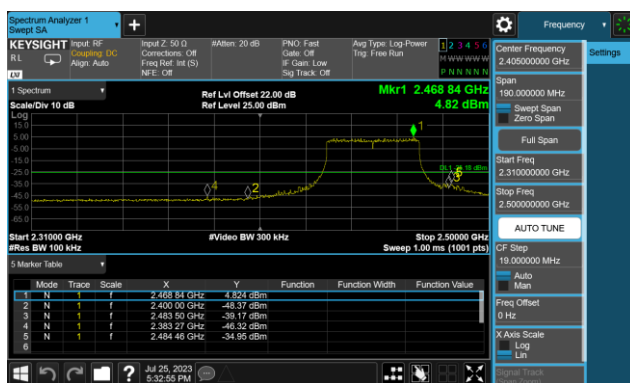 Spectrum Analyzer 1
Swept SA
Frequency
KEYSIGHT Input: RF
Coupling: DC
Align: Auto
RL
Input Z: 50 Ω
Corrections: Off
Freq Ref: Int (S)
NFE: Off
#Atten: 20 dB
PNO: Fast
Gate: Off
IF Gain: Low
Sig Track: Off
Avg Type: Log-Power
Trig: Free Run
1 2 3 4 5 6
M W W W W W
P N N N N N
Center Frequency
2.405000000 GHz
Settings
Span
190.000000 MHz
Swept Span
Zero Span
Full Span
Start Freq
2.310000000 GHz
Stop Freq
2.500000000 GHz
AUTO TUNE
CF Step
19.000000 MHz
Auto
Man
Freq Offset
0 Hz
X Axis Scale
Log
Lin
Signal Track
1 Spectrum
Scale/Div 10 dB
Ref Lvl Offset 22.00 dB
Ref Level 25.00 dBm
Mkr1 2.468 84 GHz
4.82 dBm
Log
15.0
5.00
-5.00
-15.0
-25.0
-35.0
-45.0
-55.0
-65.0
1
2
4
Start 2.31000 GHz
#Res BW 100 kHz
#Video BW 300 kHz
Stop 2.50000 GHz
Sweep 1.00 ms (1001 pts)
5 Marker Table
Mode Trace Scale X Y Function Function Width Function Value
1 N 1 f 2.468 84 GHz 4.824 dBm
2 N 1 f 2.400 00 GHz -48.37 dBm
3 N 1 f 2.483 50 GHz -39.17 dBm
4 N 1 f 2.383 27 GHz -46.32 dBm
5 N 1 f 2.484 46 GHz -34.95 dBm
6
?
Jul 25, 2023
5:32:55 PM